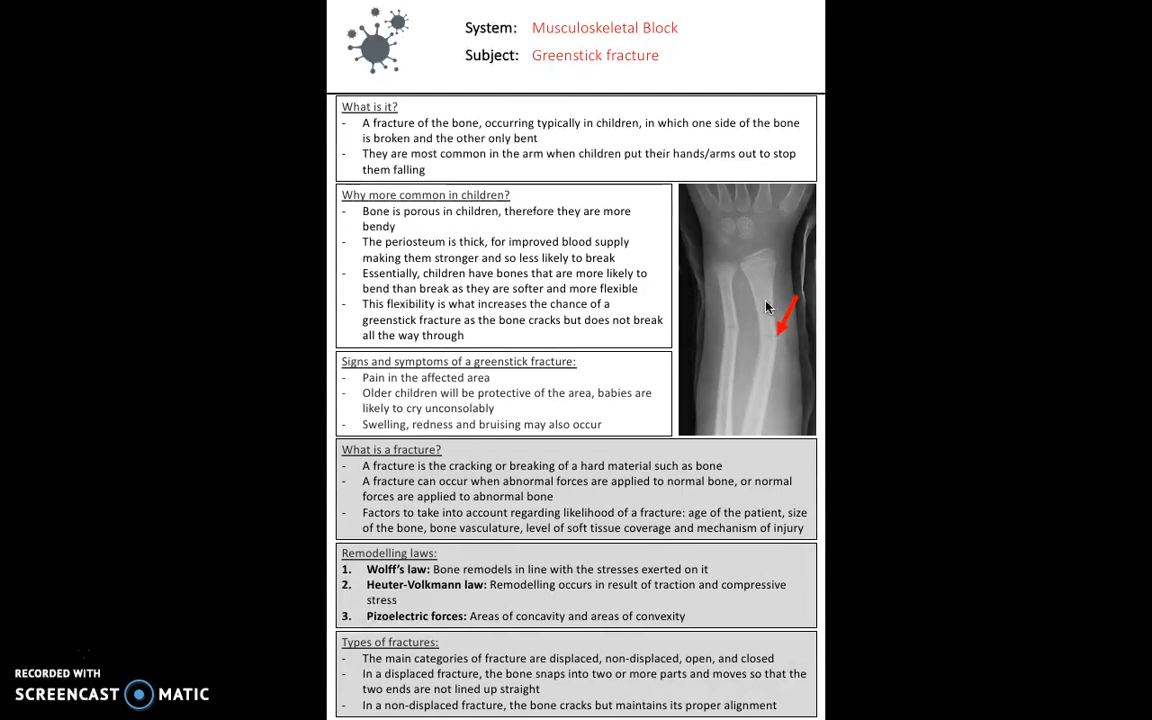 System: Musculoskeletal Block
Subject: Greenstick fracture
What is it?
- A fracture of the bone, occurring typically in children, in which one side of the bone
is broken and the other only bent
- They are most common in the arm when children put their hands/arms out to stop
them falling
Why more common in children?
- Bone is porous in children, therefore they are more
bendy
- The periosteum is thick, for improved blood supply
making them stronger and so less likely to break
- Essentially, children have bones that are more likely to
bend than break as they are softer and more flexible
- This flexibility is what increases the chance of a
greenstick fracture as the bone cracks but does not break
all the way through
Signs and symptoms of a greenstick fracture:
- Pain in the affected area
- Older children will be protective of the area, babies are
likely to cry unconsolably
- Swelling, redness and bruising may also occur
What is a fracture?
- A fracture is the cracking or breaking of a hard material such as bone
- A fracture can occur when abnormal forces are applied to normal bone, or normal
forces are applied to abnormal bone
- Factors to take into account regarding likelihood of a fracture: age of the patient, size
of the bone, bone vasculature, level of soft tissue coverage and mechanism of injury
Remodelling laws:
1. Wolff's law: Bone remodels in line with the stresses exerted on it
2. Heuter-Volkmann law: Remodelling occurs in result of traction and compressive
stress
3. Pizoelectric forces: Areas of concavity and areas of convexity
Types of fractures:
- The main categories of fracture are displaced, non-displaced, open, and closed
- In a displaced fracture, the bone snaps into two or more parts and moves so that the
two ends are not lined up straight
- In a non-displaced fracture, the bone cracks but maintains its proper alignment
RECORDED WITH
SCREENCAST MATIC